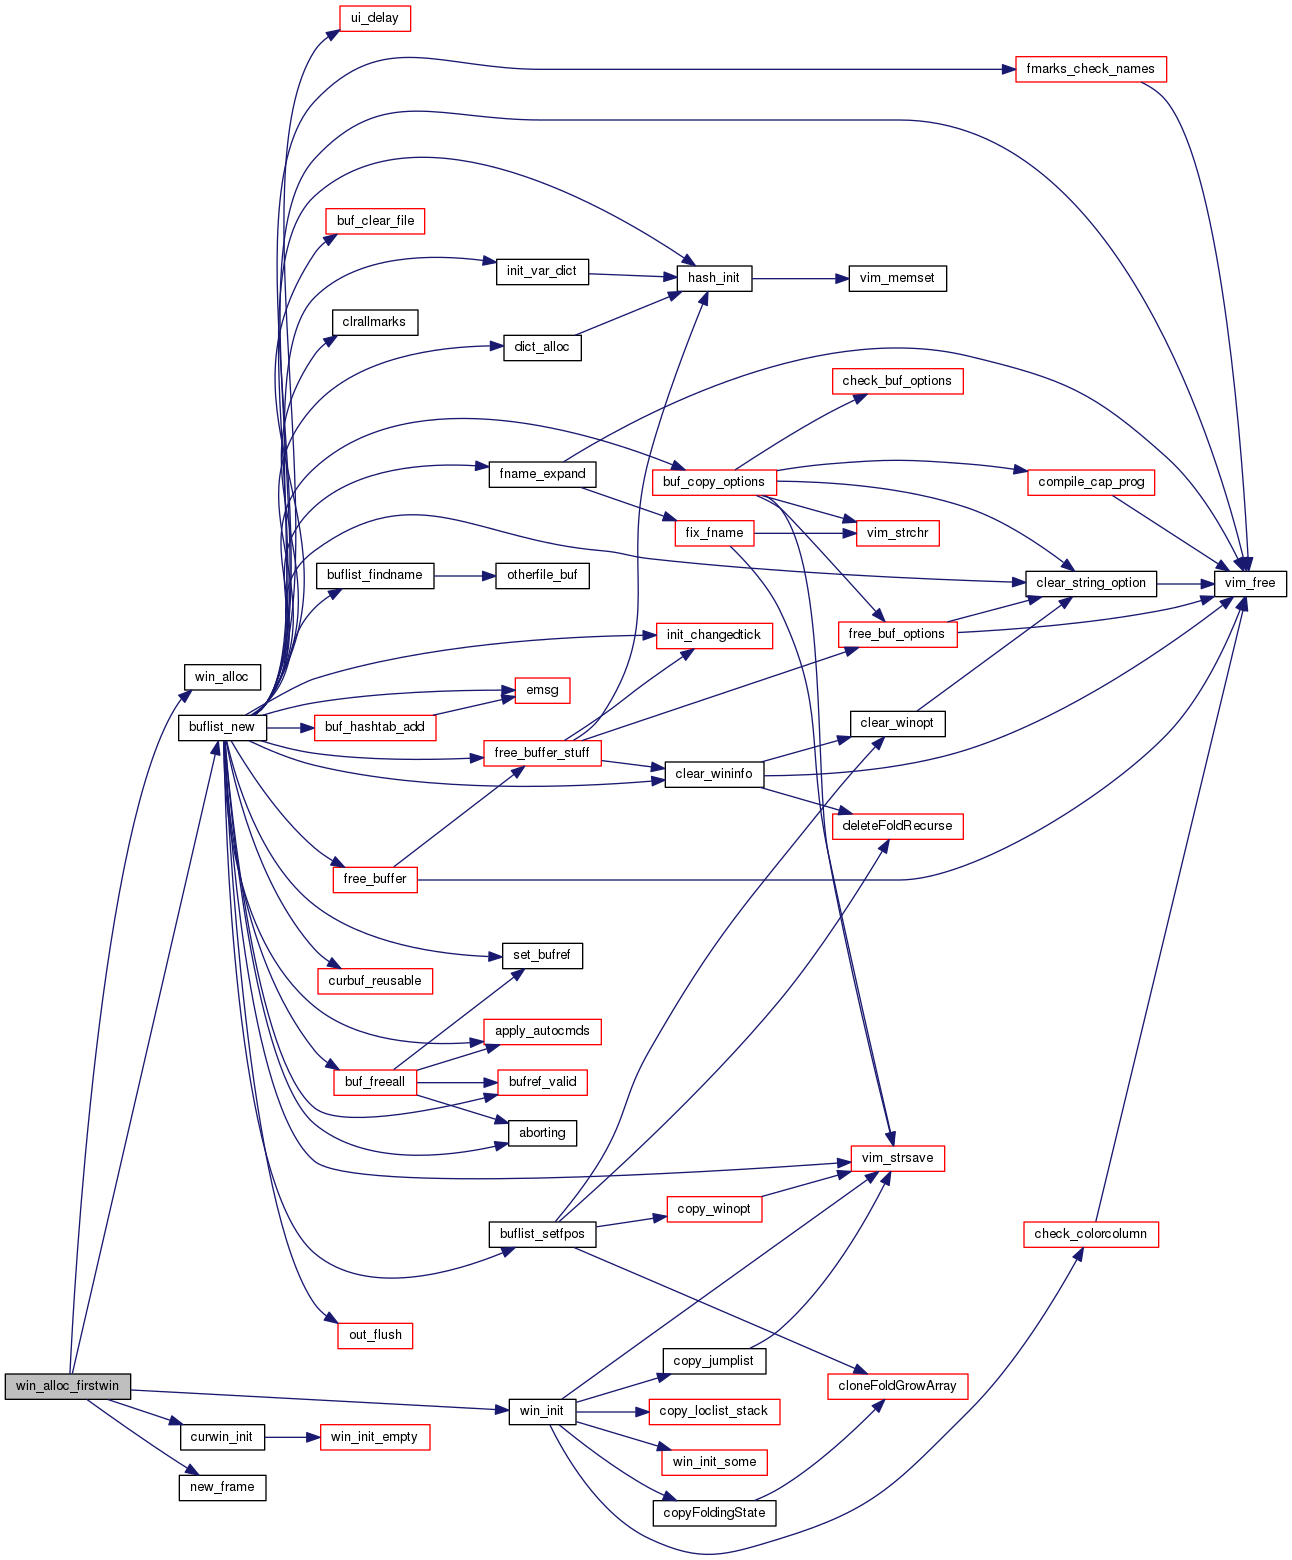 ui_delay
fmarks_check_names
buf_clear_file
init_var_dict
hash_init
vim_memset
clrallmarks
dict_alloc
check_buf_options
fname_expand
buf_copy_options
compile_cap_prog
fix_fname
vim_strchr
buflist_findname
otherfile_buf
clear_string_option
vim_free
init_changedtick
free_buf_options
win_alloc
emsg
buflist_new
buf_hashtab_add
clear_winopt
free_buffer_stuff
clear_wininfo
deleteFoldRecurse
free_buffer
set_bufref
curbuf_reusable
apply_autocmds
buf_freeall
bufref_valid
aborting
vim_strsave
copy_winopt
buflist_setfpos
check_colorcolumn
out_flush
copy_jumplist
win_alloc_firstwin
cloneFoldGrowArray
win_init
copy_loclist_stack
curwin_init
win_init_empty
win_init_some
new_frame
copyFoldingState